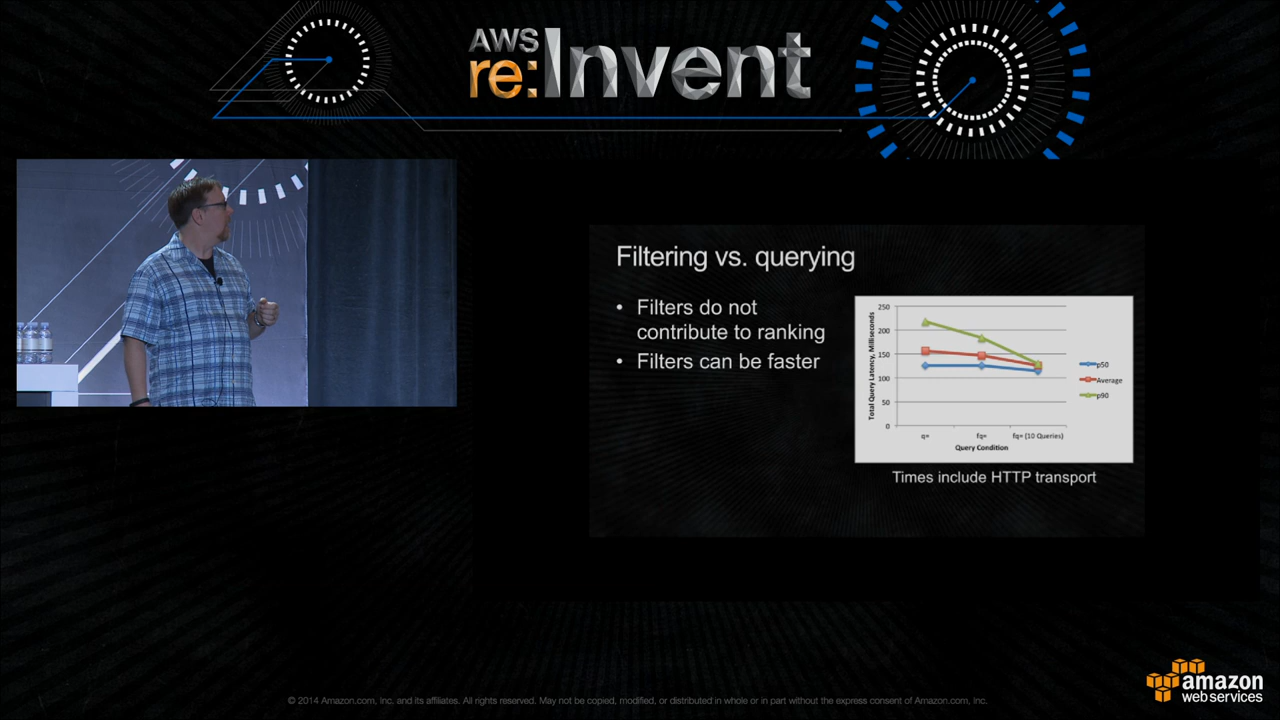 AWS
re:Invent
Filtering vs. querying
• Filters do not
contribute to ranking
• Filters can be faster
Total Query Latency, Milliseconds
250
200
150
100
50
0
q=
fq=
fq= (10 Queries)
Query Condition
p50
Average
p90
Times include HTTP transport
amazon
web services
© 2014 Amazon.com, Inc. and its affiliates. All rights reserved. May not be copied, modified, or distributed in whole or in part without the express consent of Amazon.com, Inc.